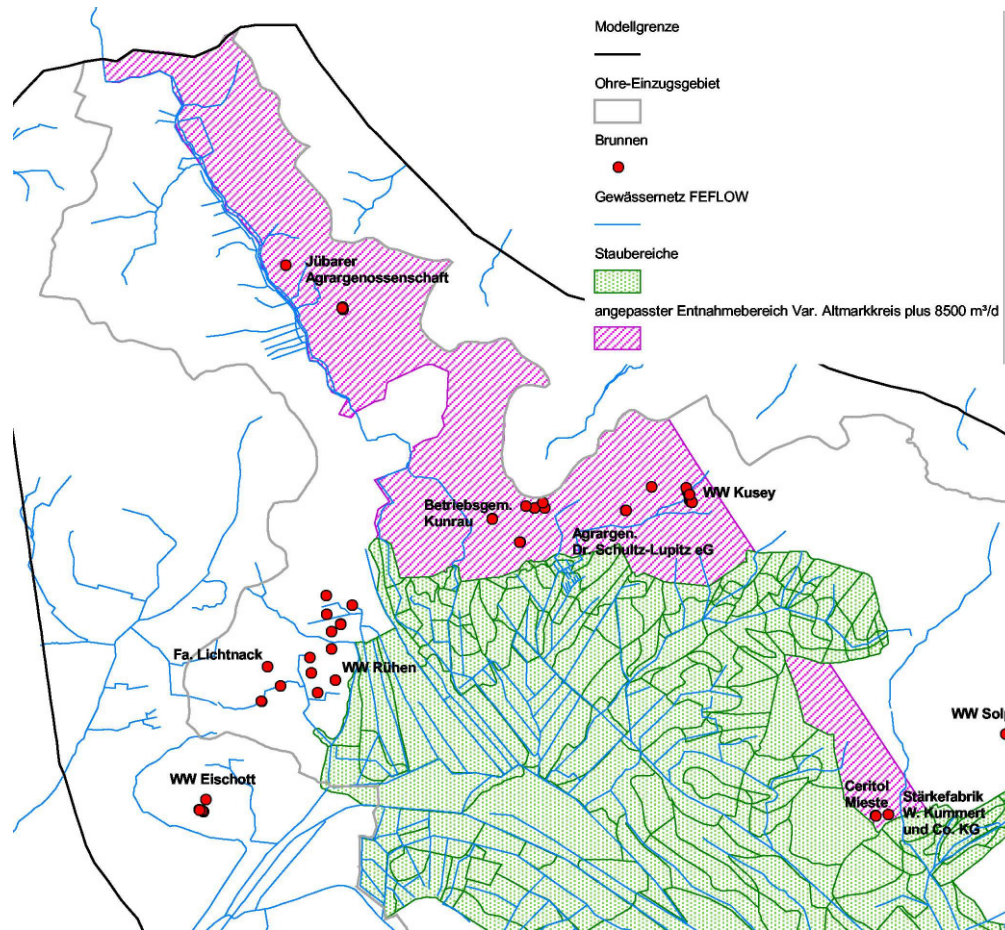 Modellgrenze
Ohre-Einzugsgebiet
Brunnen
Gewässernetz FEFLOW
Staubereiche
angepasster Entnahmebereich Var. Altmarkkreis plus 8500 m³/d
Jübarer
Agrargenossenschaft
Betriebsgem.
Kunrau
WW Kusey
Agrargen.
Dr. Schultz-Lupitz eG
Fa. Lichtnack
WW Rühen
WW Solp
WW Eischott
Ceritol
Mieste
Stärkefabrik
W. Kummert
und Co. KG